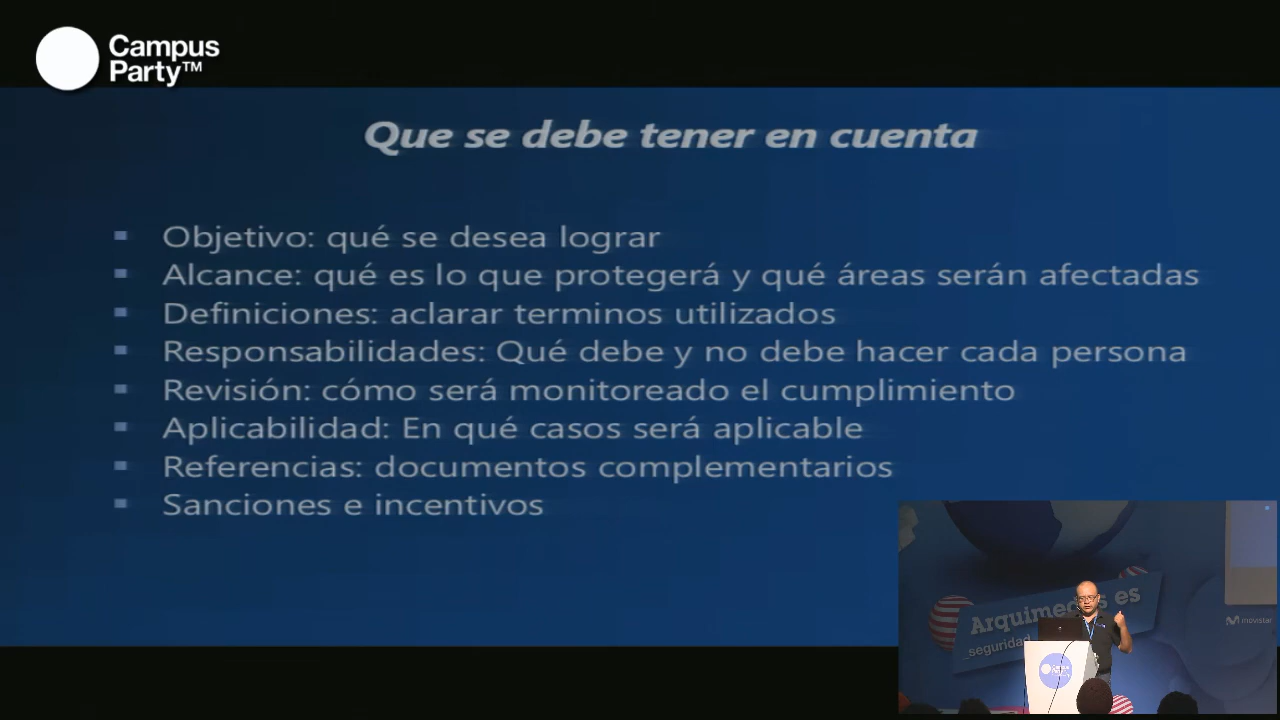 Campus
Party™
Que se debe tener en cuenta
Objetivo: qué se desea lograr
Alcance: qué es lo que protegerá y qué áreas serán afectadas
Definiciones: aclarar terminos utilizados
Responsabilidades: Qué debe y no debe hacer cada persona
Revisión: cómo será monitoreado el cumplimiento
Aplicabilidad: En qué casos será aplicable
Referencias: documentos complementarios
Sanciones e incentivos
es
_seguridad
movistar